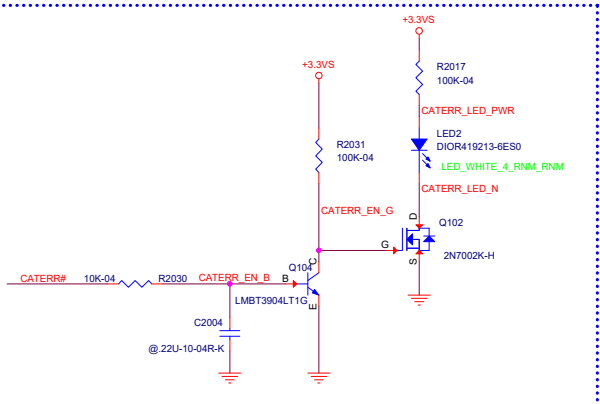 +3.3VS
R2017
100K-04
+3.3VS
CATERR_LED_PWR
LED2
DIOR419213-6ES0
R2031
100K-04
LED_WHITE_4_RNM_RNM
CATERR_LED_N
CATERR_EN_G
D
Q102
G
2N7002K-H
S
C
Q104
CATERR#
10K-04
R2030
CATERR_EN_B
B
LMBT3904LT1G
E
C2004
@.22U-10-04R-K